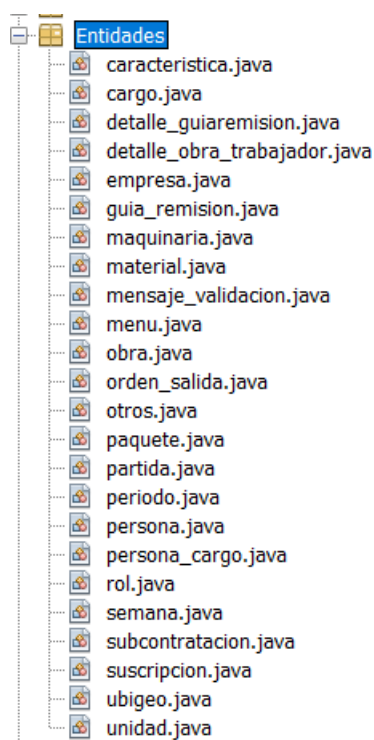 Entidades
caracteristica.java
cargo.java
detalle_guiaremision.java
detalle_obra_trabajador.java
empresa.java
guia_remision.java
maquinaria.java
material.java
mensaje_validacion.java
menu.java
obra.java
orden_salida.java
otros.java
paquete.java
partida.java
periodo.java
persona.java
persona_cargo.java
rol.java
semana.java
subcontratacion.java
suscripcion.java
ubigeo.java
unidad.java